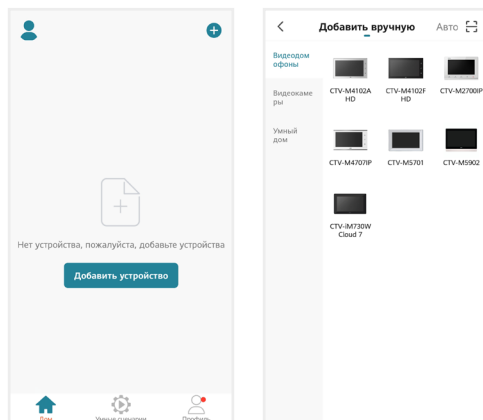 Нет устройства, пожалуйста, добавьте устройства
Добавить устройство
Дом
Умные сценарии
Профиль
Добавить вручную
Авто
Видеодом
офоны
Видеокаме
ры
Умный
дом
CTV-M4102A
HD
CTV-M4102F
HD
CTV-M2700IP
CTV-M4707IP
CTV-M5701
CTV-M5902
CTV-iM730W
Cloud 7